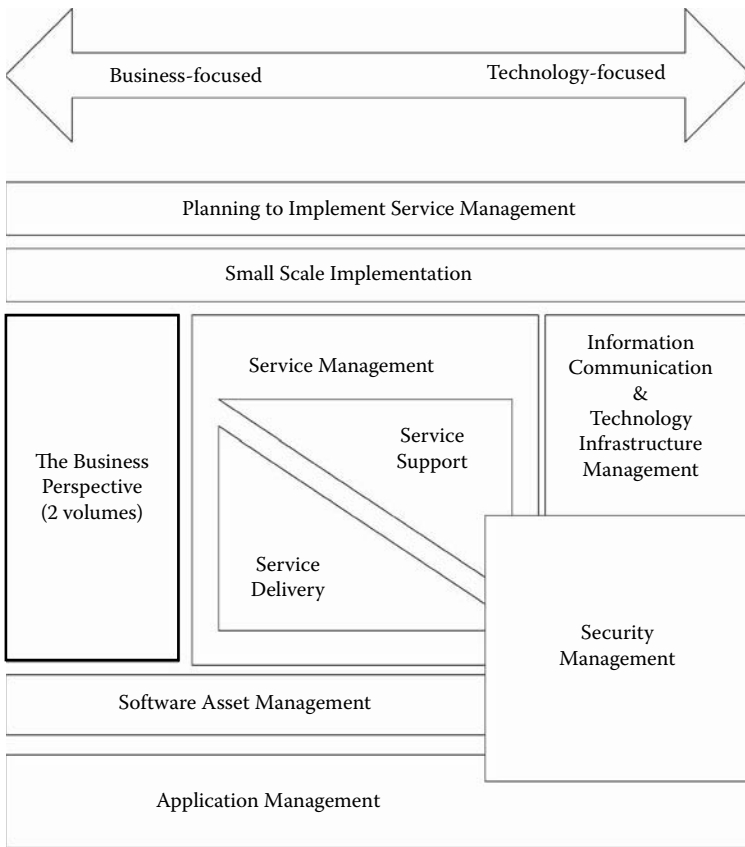 Business-focused
Technology-focused
Planning to Implement Service Management
Small Scale Implementation
The Business
Perspective
(2 volumes)
Service Management
Service
Support
Service
Delivery
Information
Communication
&
Technology
Infrastructure
Management
Security
Management
Software Asset Management
Application Management